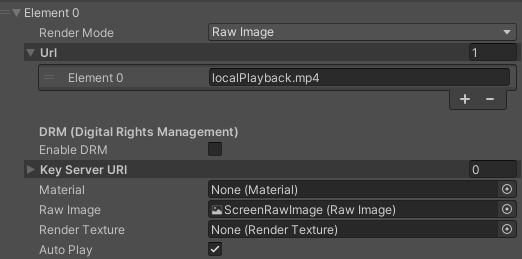 Element 0
Render Mode Raw Image
Url 1
Element 0 localPlayback.mp4
+ −
DRM (Digital Rights Management)
Enable DRM
Key Server URI 0
Material None (Material)
Raw Image ScreenRawImage (Raw Image)
Render Texture None (Render Texture)
Auto Play